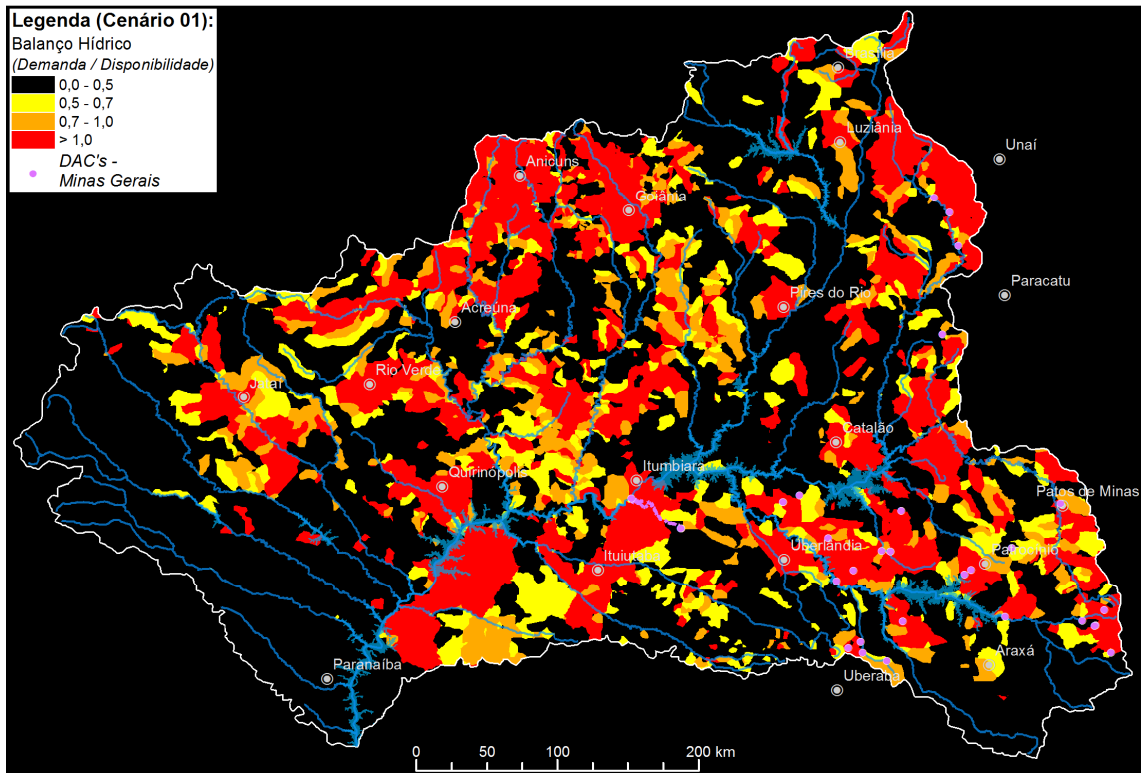 Legenda (Cenário 01):
Balanço Hídrico
(Demanda / Disponibilidade)
0,0 - 0,5
0,5 - 0,7
0,7 - 1,0
> 1,0
DAC's -
Minas Gerais
Brasília
Luziânia
Unaí
Anicuns
Goiânia
Paracatu
Pires do Rio
Acreúna
Rio Verde
Jataí
Catalão
Itumbiara
Quirinópolis
Patos de Minas
Uberlândia
Patrocínio
Ituiutaba
Araxá
Paranaíba
Uberaba
0 50 100 200 km